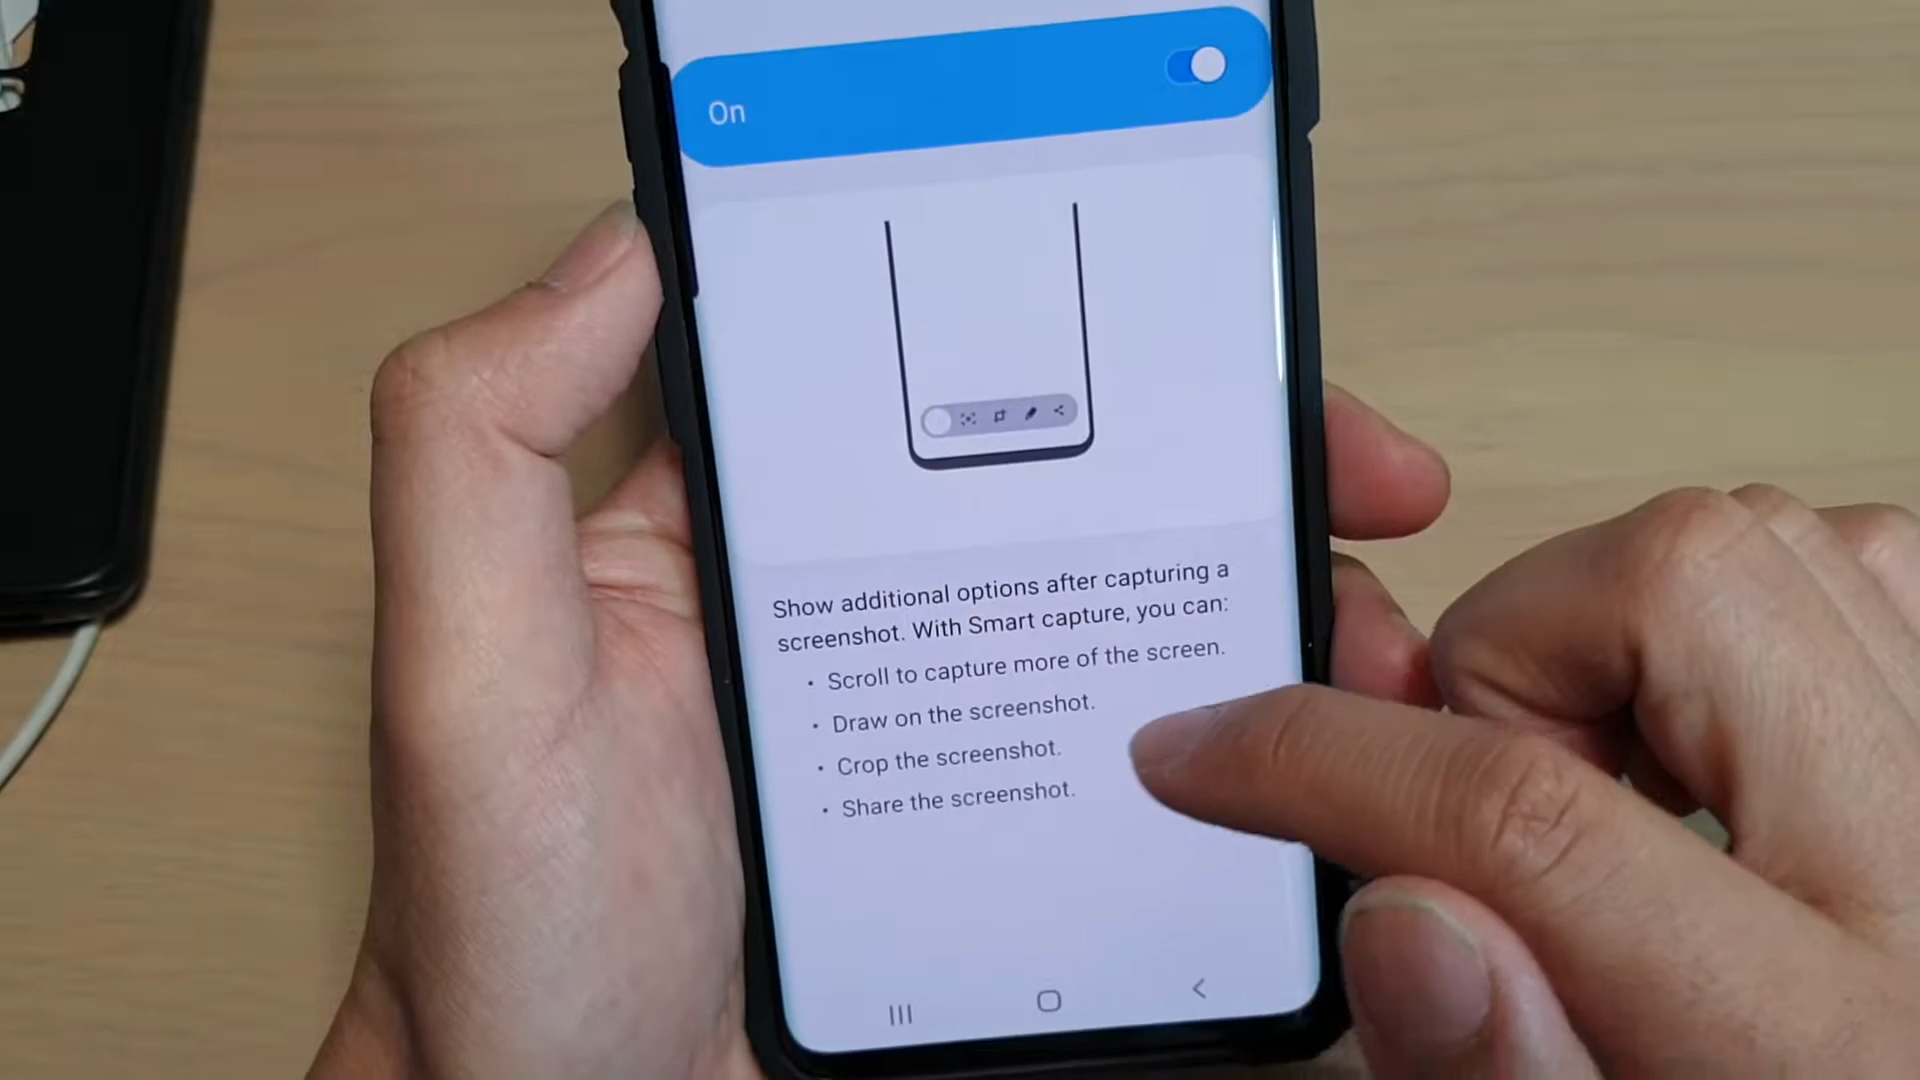 On
Show additional options after capturing a
screenshot. With Smart capture, you can:
• Scroll to capture more of the screen.
• Draw on the screenshot.
• Crop the screenshot.
• Share the screenshot.